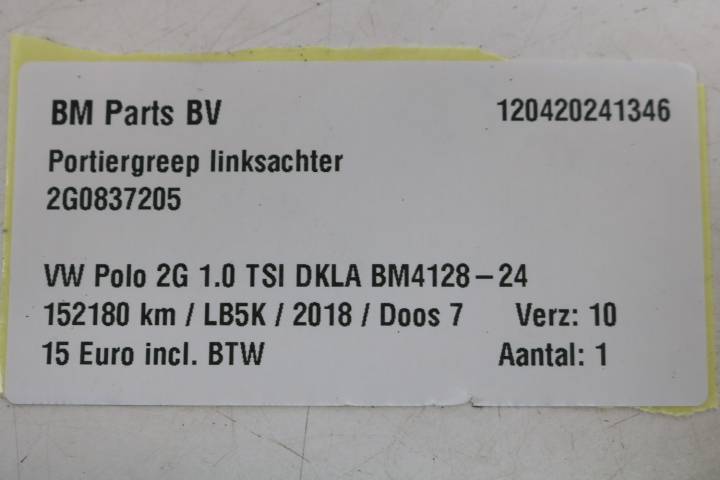 BM Parts BV 120420241346
Portiergreep linksachter
2G0837205
VW Polo 2G 1.0 TSI DKLA BM4128-24
152180 km / LB5K / 2018 / Doos 7 Verz: 10
15 Euro incl. BTW Aantal: 1